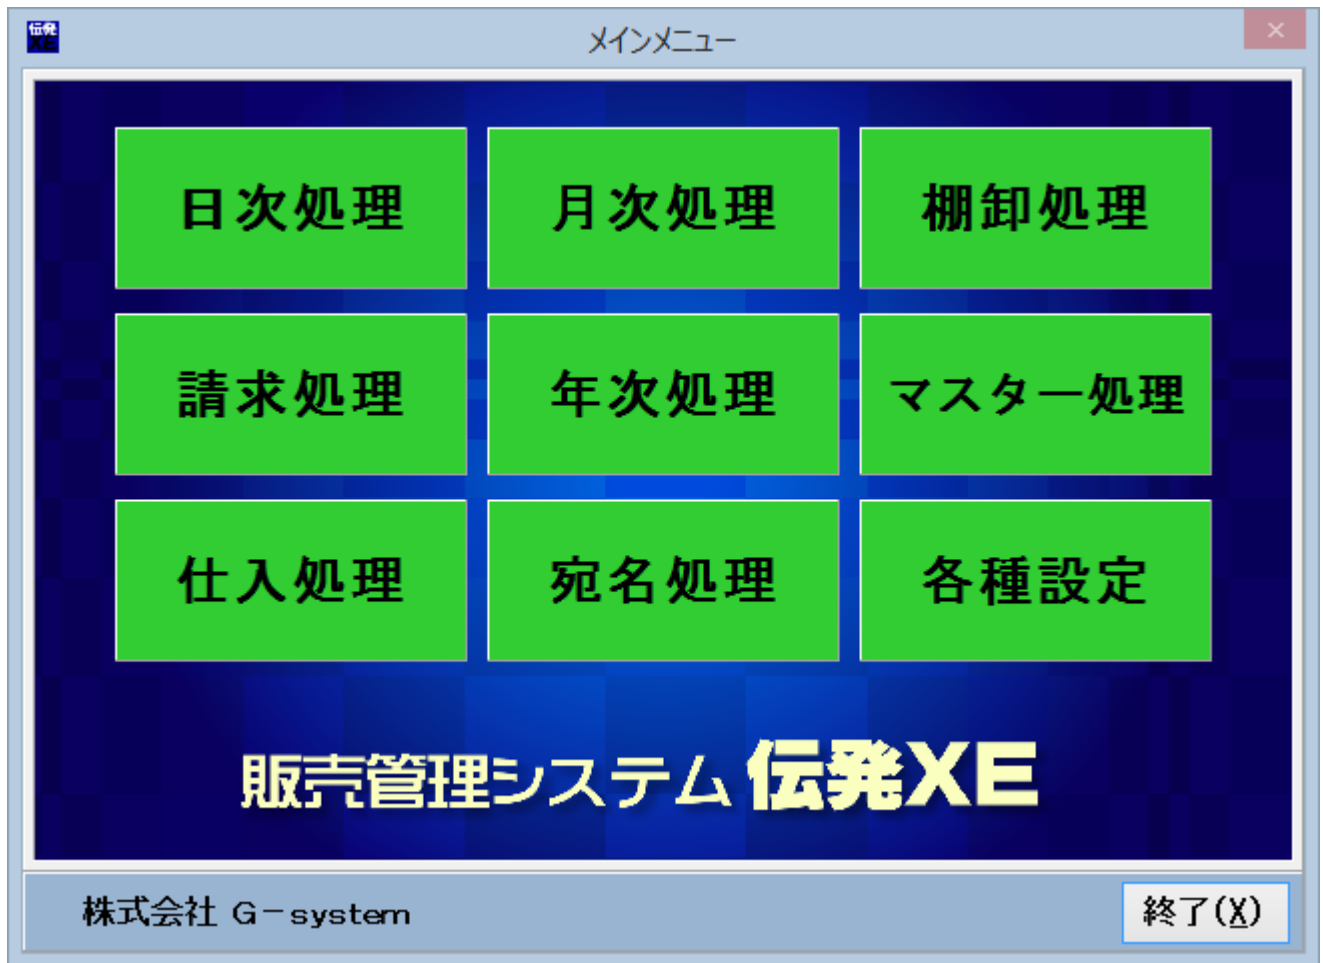 伝発
XE
メインメニュー
日次処理
月次処理
棚卸処理
請求処理
年次処理
マスター処理
仕入処理
宛名処理
各種設定
販売管理システム 伝発XE
株式会社 G－system
終了(X)